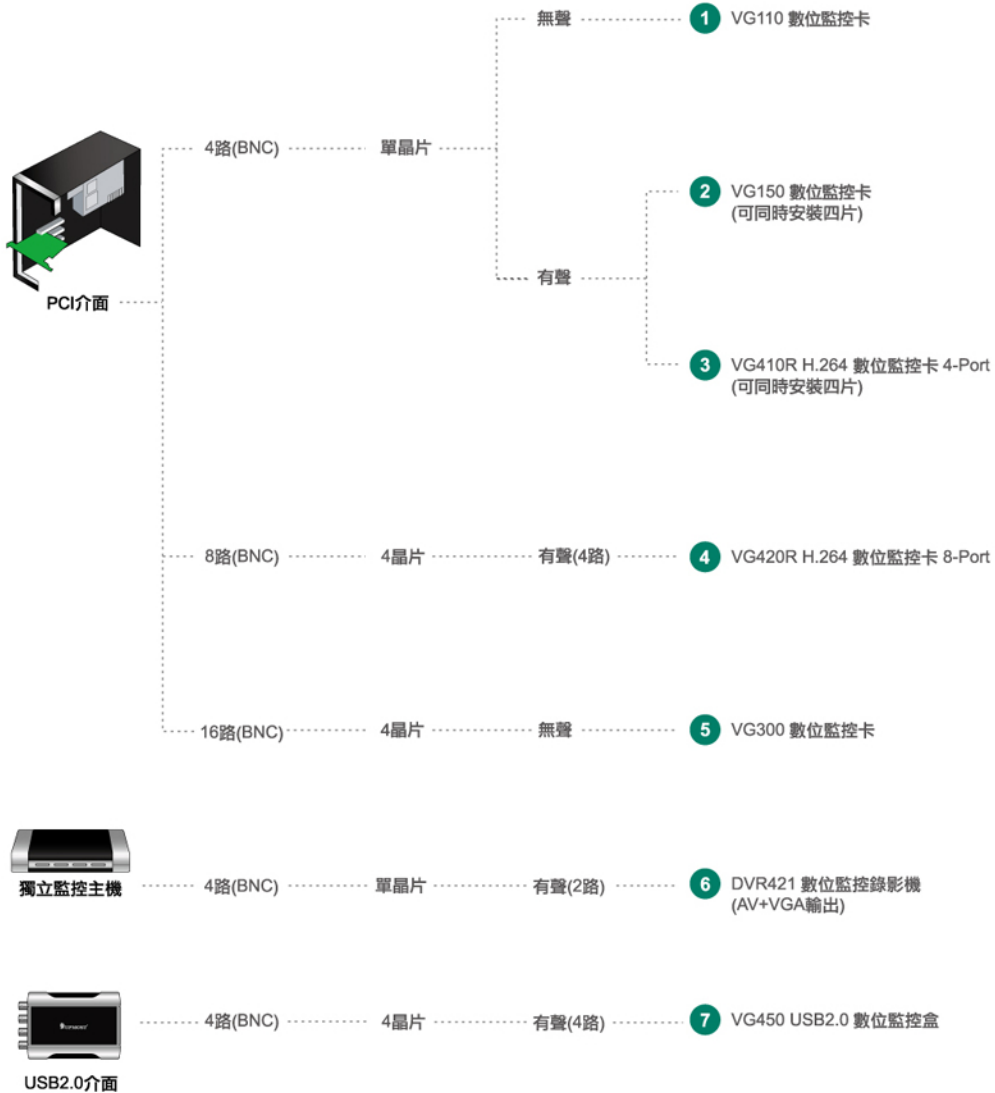 無聲
1 VG110 數位監控卡
4路(BNC)
單晶片
2 VG150 數位監控卡
(可同時安裝四片)
有聲
PCI介面
3 VG410R H.264 數位監控卡 4-Port
(可同時安裝四片)
8路(BNC)
4晶片
有聲(4路)
4 VG420R H.264 數位監控卡 8-Port
16路(BNC)
4晶片
無聲
5 VG300 數位監控卡
獨立監控主機
4路(BNC)
單晶片
有聲(2路)
6 DVR421 數位監控錄影機
(AV+VGA輸出)
4路(BNC)
4晶片
有聲(4路)
7 VG450 USB2.0 數位監控盒
USB2.0介面